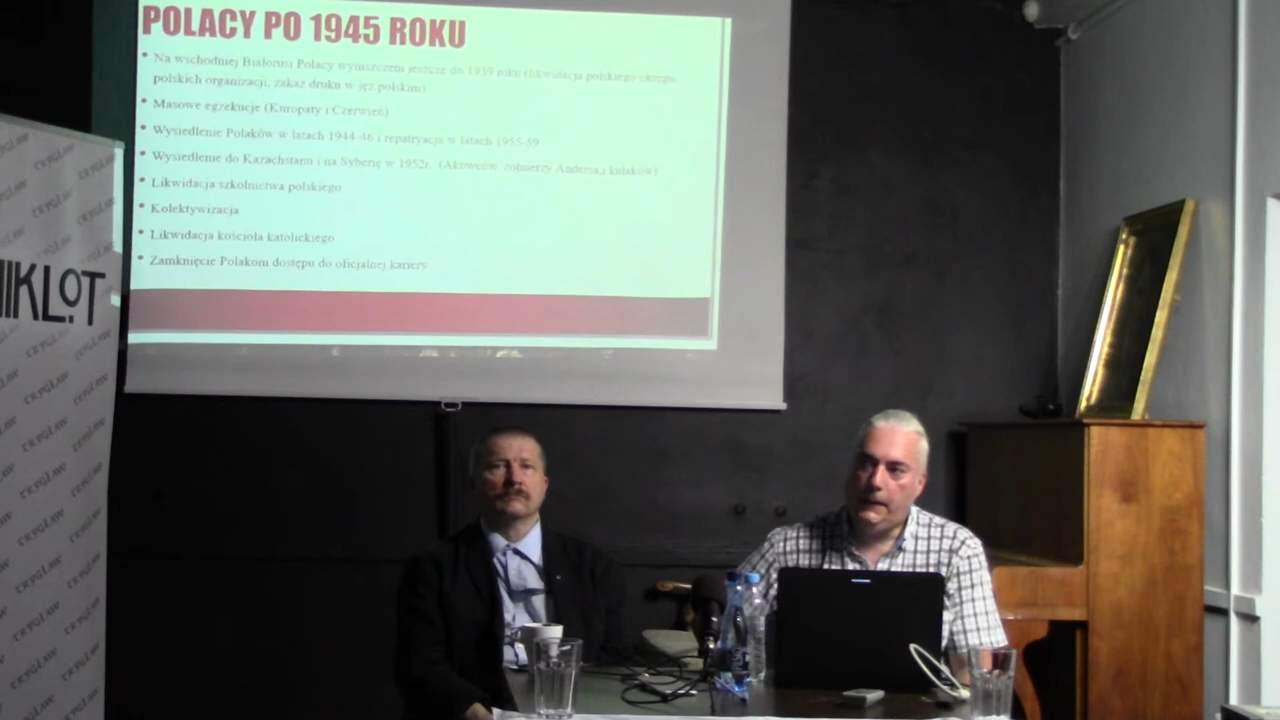 POLACY PO 1945 ROKU
• Na wschodniej Białorusi Polacy wyniszczeni jeszcze do 1939 roku (likwidacja polskiego okręgu,
polskich organizacji, zakaz druku w jęz.polskim)
• Masowe egzekucje (Kuropaty i Czerwień)
• Wysiedlenie Polaków w latach 1944-46 i repatryacja w latach 1955-59
• Wysiedlenie do Kazachstanu i na Syberię w 1952r. (Akowców, żołnierzy Andersa,i kułaków)
• Likwidacja szkolnictwa polskiego
• Kolektywizacja
• Likwidacja kościoła katolickiego
• Zamknięcie Polakom dostępu do oficjalnej kariery
NIKLOT
TRYGŁAW